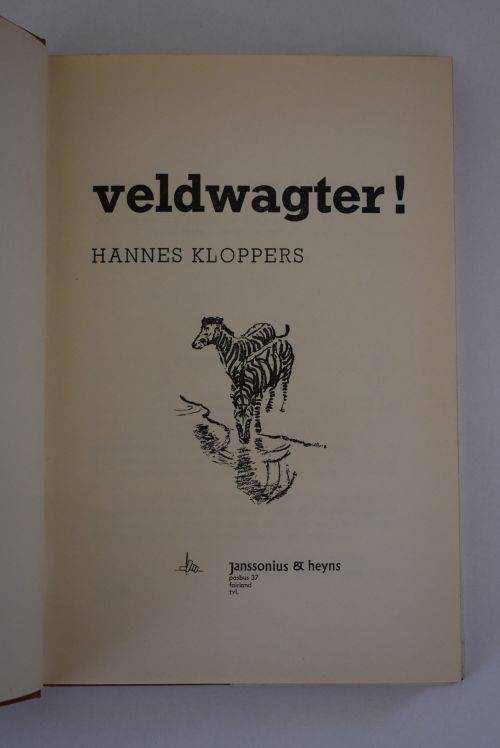 veldwagter!
HANNES KLOPPERS
Janssonius & heyns
posbus 37
fairland
tvl.